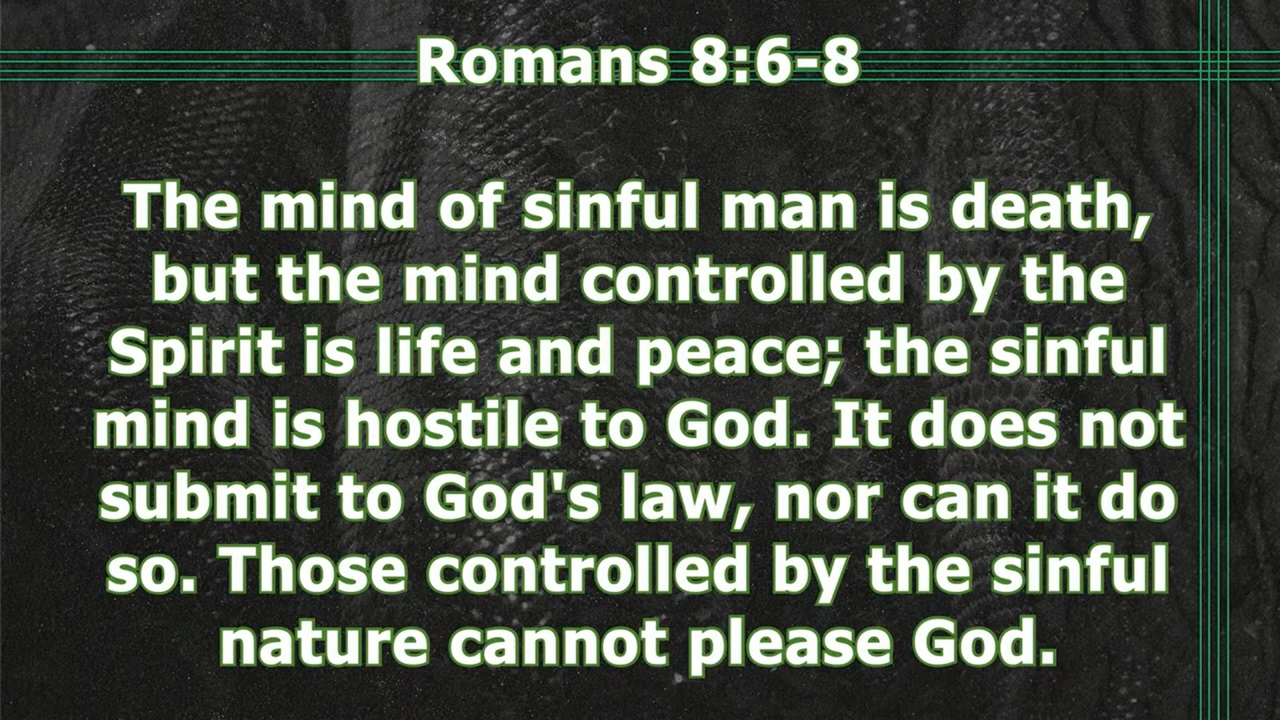 Romans 8:6-8
The mind of sinful man is death,
but the mind controlled by the
Spirit is life and peace; the sinful
mind is hostile to God. It does not
submit to God's law, nor can it do
so. Those controlled by the sinful
nature cannot please God.